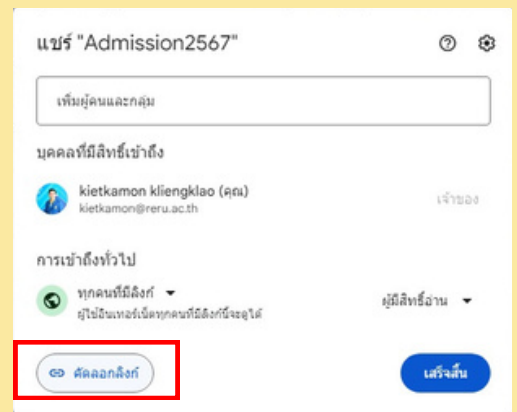 แชร์ "Admission2567"
เพิ่มผู้คนและกลุ่ม
บุคคลที่มีสิทธิ์เข้าถึง
kietkamon kliengklao (คุณ)
kietkamon@reru.ac.th
เจ้าของ
การเข้าถึงทั่วไป
ทุกคนที่มีลิงก์
ผู้ใช้อินเทอร์เน็ตทุกคนที่มีลิงก์นี้จะดูได้
ผู้มีสิทธิ์อ่าน
คัดลอกลิงก์
เสร็จสิ้น